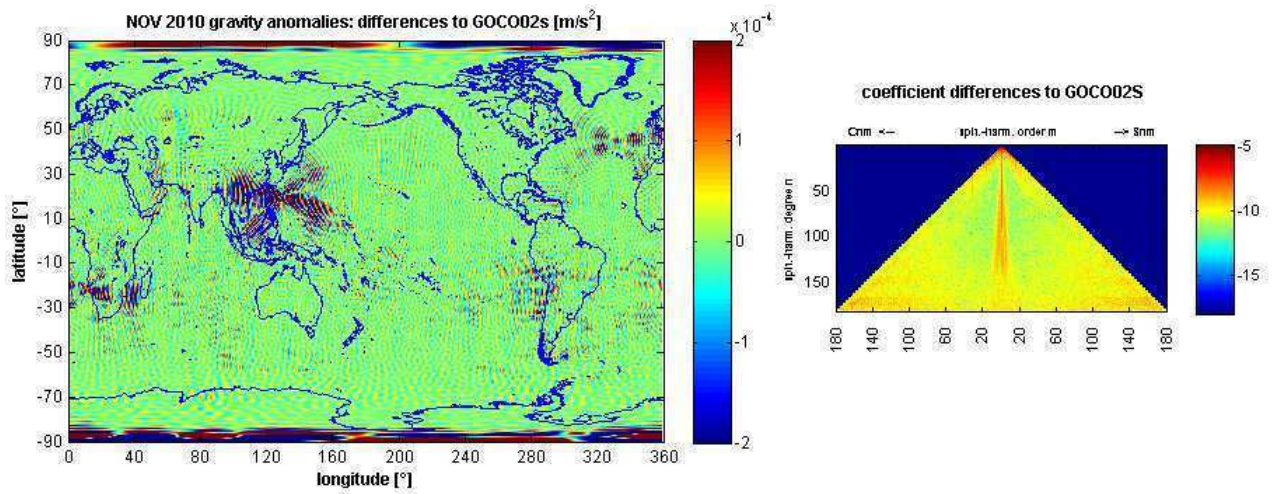 NOV 2010 gravity anomalies: differences to GOCO02s [m/s²]
x 10⁻⁴
90
70
50
30
10
-10
-30
-50
-70
-90
latitude [°]
0 40 80 120 160 200 240 280 320 360
longitude [°]
2
1
0
-1
-2
coefficient differences to GOCO02S
Cnm <-- sph.-harm. order m --> Snm
sph.-harm. degree n
50
100
150
180 140 100 60 20 20 60 100 140 180
-5
-10
-15